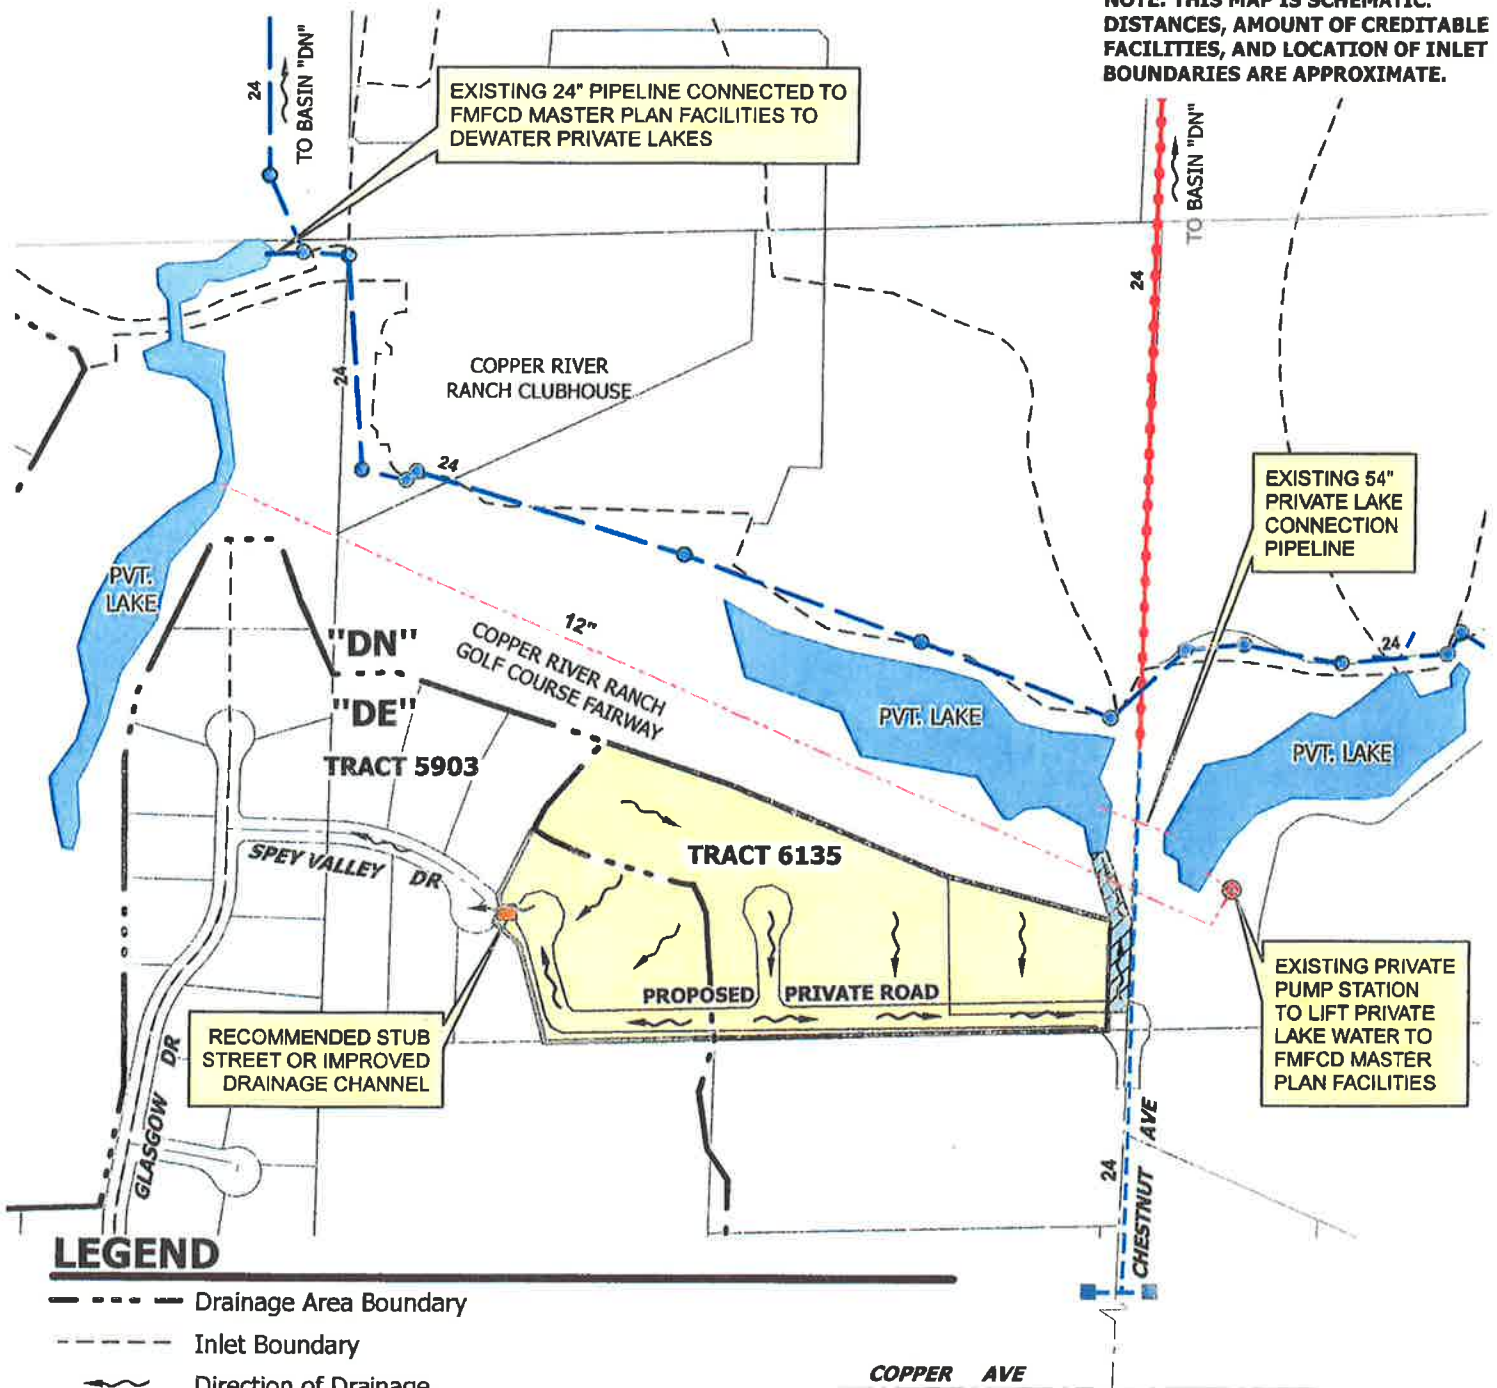 NOTE: THIS MAP IS SCHEMATIC.
DISTANCES, AMOUNT OF CREDITABLE
FACILITIES, AND LOCATION OF INLET
BOUNDARIES ARE APPROXIMATE.
24
TO BASIN "DN"
EXISTING 24" PIPELINE CONNECTED TO
FMFCD MASTER PLAN FACILITIES TO
DEWATER PRIVATE LAKES
TO BASIN "DN"
24
24
COPPER RIVER
RANCH CLUBHOUSE
24
EXISTING 54"
PRIVATE LAKE
CONNECTION
PIPELINE
PVT.
LAKE
"DN"
12"
COPPER RIVER RANCH
GOLF COURSE FAIRWAY
24
"DE"
PVT. LAKE
PVT. LAKE
TRACT 5903
TRACT 6135
SPEY VALLEY DR
PROPOSED PRIVATE ROAD
EXISTING PRIVATE
PUMP STATION
TO LIFT PRIVATE
LAKE WATER TO
FMFCD MASTER
PLAN FACILITIES
RECOMMENDED STUB
STREET OR IMPROVED
DRAINAGE CHANNEL
GLASGOW DR
24
CHESTNUT AVE
LEGEND
Drainage Area Boundary
Inlet Boundary
Direction of Drainage
COPPER AVE